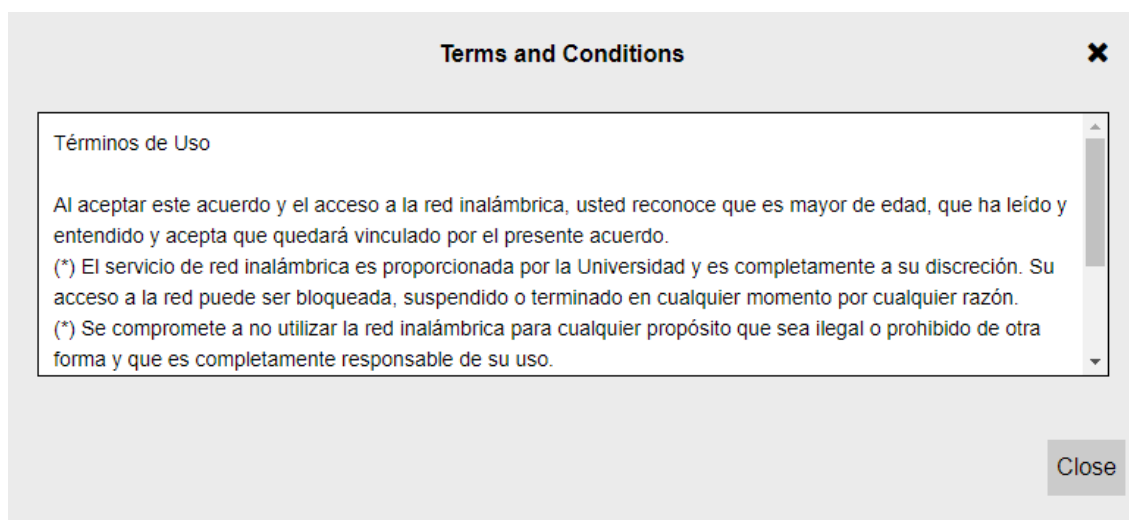 Terms and Conditions
Términos de Uso
Al aceptar este acuerdo y el acceso a la red inalámbrica, usted reconoce que es mayor de edad, que ha leído y
entendido y acepta que quedará vinculado por el presente acuerdo.
(*) El servicio de red inalámbrica es proporcionada por la Universidad y es completamente a su discreción. Su
acceso a la red puede ser bloqueada, suspendido o terminado en cualquier momento por cualquier razón.
(*) Se compromete a no utilizar la red inalámbrica para cualquier propósito que sea ilegal o prohibido de otra
forma y que es completamente responsable de su uso.
Close